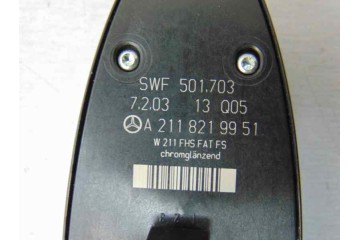 SWF 501.703
7.2.03 13 Q05
A 211 821 99 51
W 211 FHS FAT FS
chromglänzend